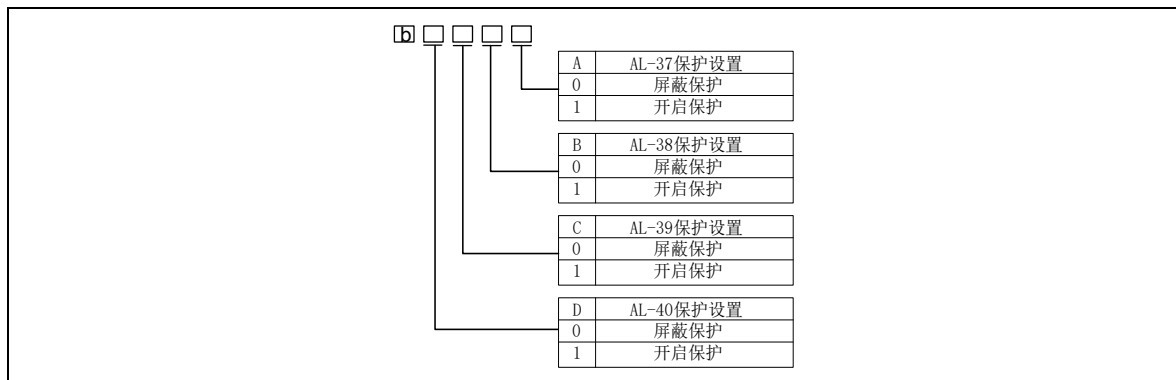 b □ □ □ □
A AL-37保护设置
0 屏蔽保护
1 开启保护
B AL-38保护设置
0 屏蔽保护
1 开启保护
C AL-39保护设置
0 屏蔽保护
1 开启保护
D AL-40保护设置
0 屏蔽保护
1 开启保护